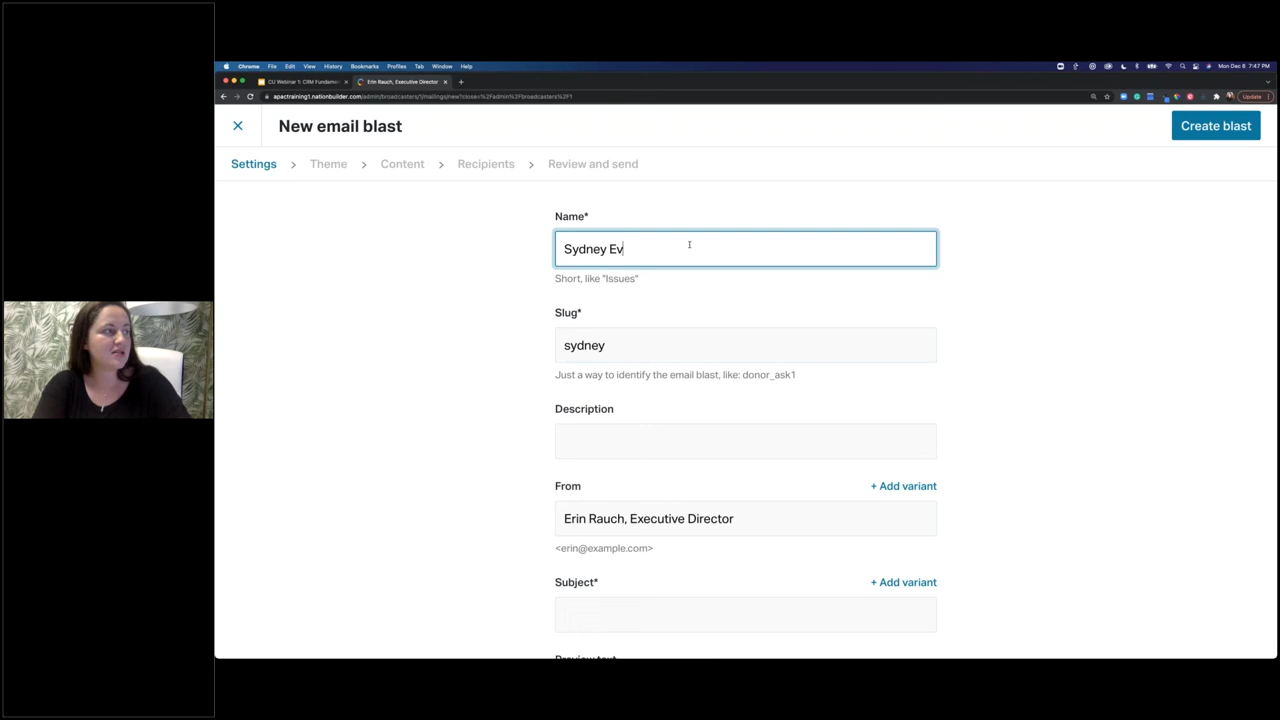 Chrome File Edit View History Bookmarks Profiles Tab Window Help
Mon Dec 6 7:47 PM
CU Webinar 1: CRM Fundame
Erin Rauch, Executive Director
apactraining1.nationbuilder.com/admin/broadcasters/1/mailings/new?close=%2Fadmin%2Fbroadcasters%2F1
Update
New email blast
Create blast
Settings > Theme > Content > Recipients > Review and send
Name*
Sydney Ev
Short, like "Issues"
Slug*
sydney
Just a way to identify the email blast, like: donor_ask1
Description
From
+ Add variant
Erin Rauch, Executive Director
<erin@example.com>
Subject*
+ Add variant
Preview text